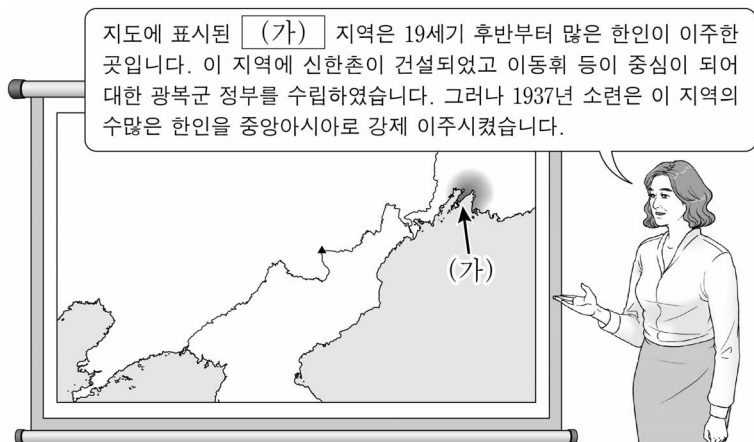 지도에 표시된 (가) 지역은 19세기 후반부터 많은 한인이 이주한
곳입니다. 이 지역에 신한촌이 건설되었고 이동휘 등이 중심이 되어
대한 광복군 정부를 수립하였습니다. 그러나 1937년 소련은 이 지역의
수많은 한인을 중앙아시아로 강제 이주시켰습니다.
(가)